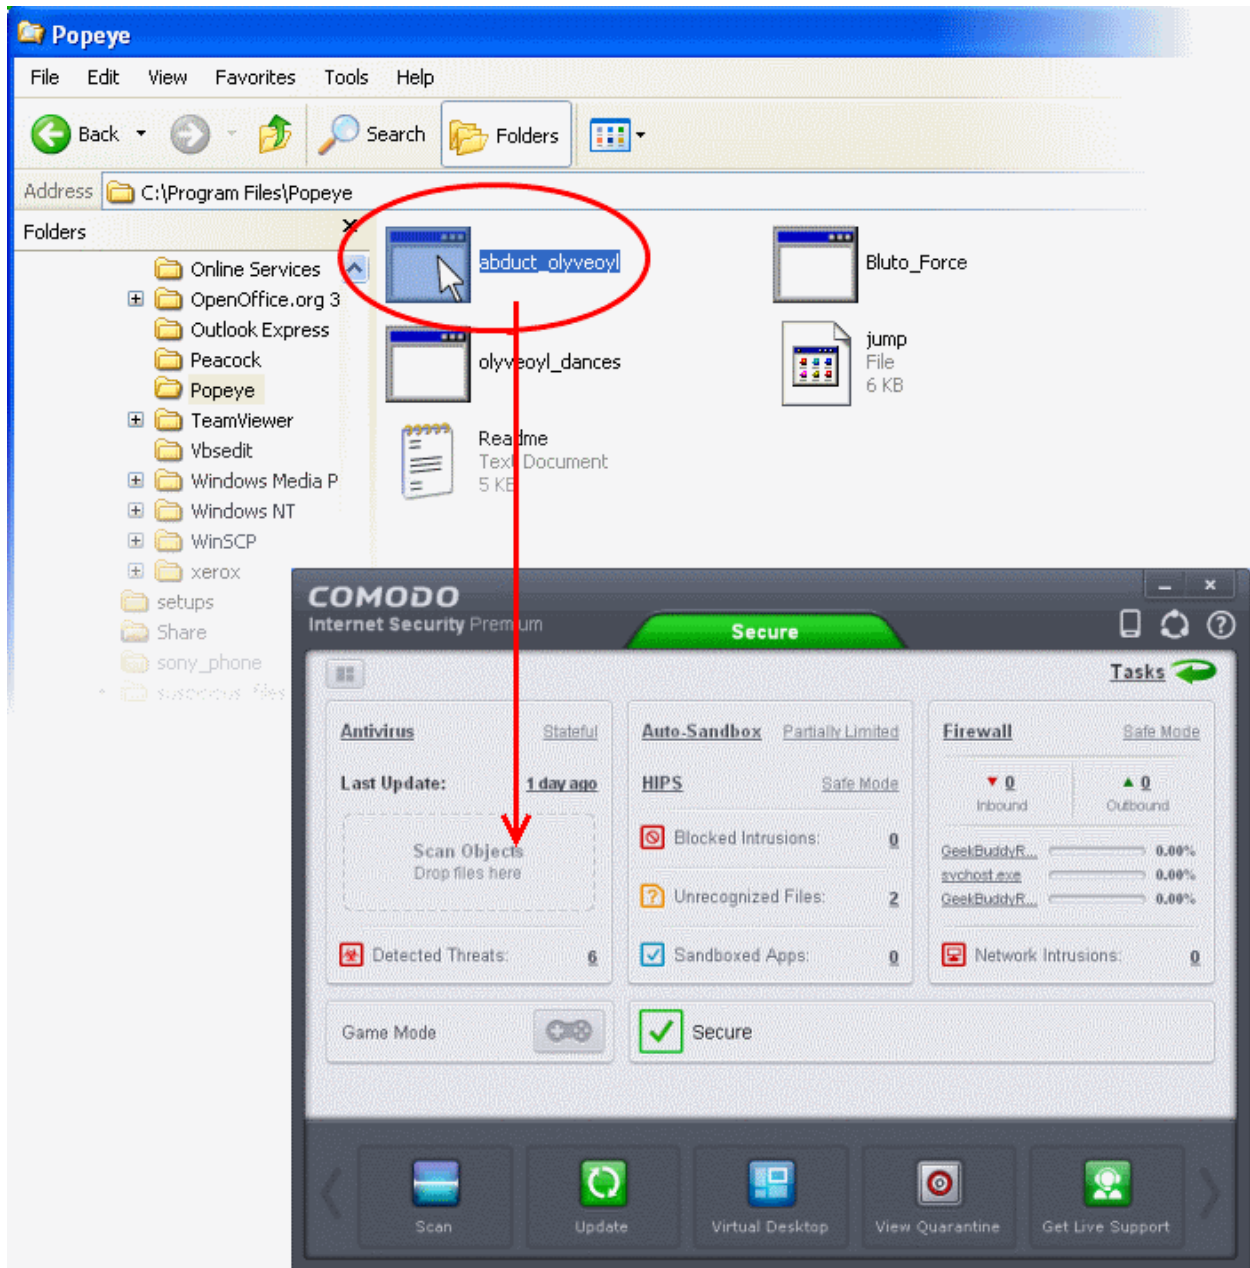 Popeye
File Edit View Favorites Tools Help
Back Search Folders
Address C:\Program Files\Popeye
Folders
Online Services
OpenOffice.org 3
Outlook Express
Peacock
Popeye
TeamViewer
Vbsedit
Windows Media P
Windows NT
WinSCP
xerox
setups
Share
sony_phone
suspicious files
abduct_olyveoyl
Bluto_Force
olyveoyl_dances
jump
File
6 KB
Readme
Text Document
5 KB
COMODO
Internet Security Premium
Secure
Tasks
Antivirus Stateful
Last Update: 1 day ago
Scan Objects
Drop files here
Detected Threats: 6
Auto-Sandbox Partially Limited
HIPS Safe Mode
Blocked Intrusions: 0
Unrecognized Files: 2
Sandboxed Apps: 0
Firewall Safe Mode
0 0
Inbound Outbound
GeekBuddyR... 0.00%
svchost.exe 0.00%
GeekBuddyR... 0.00%
Network Intrusions: 0
Game Mode
Secure
Scan Update Virtual Desktop View Quarantine Get Live Support